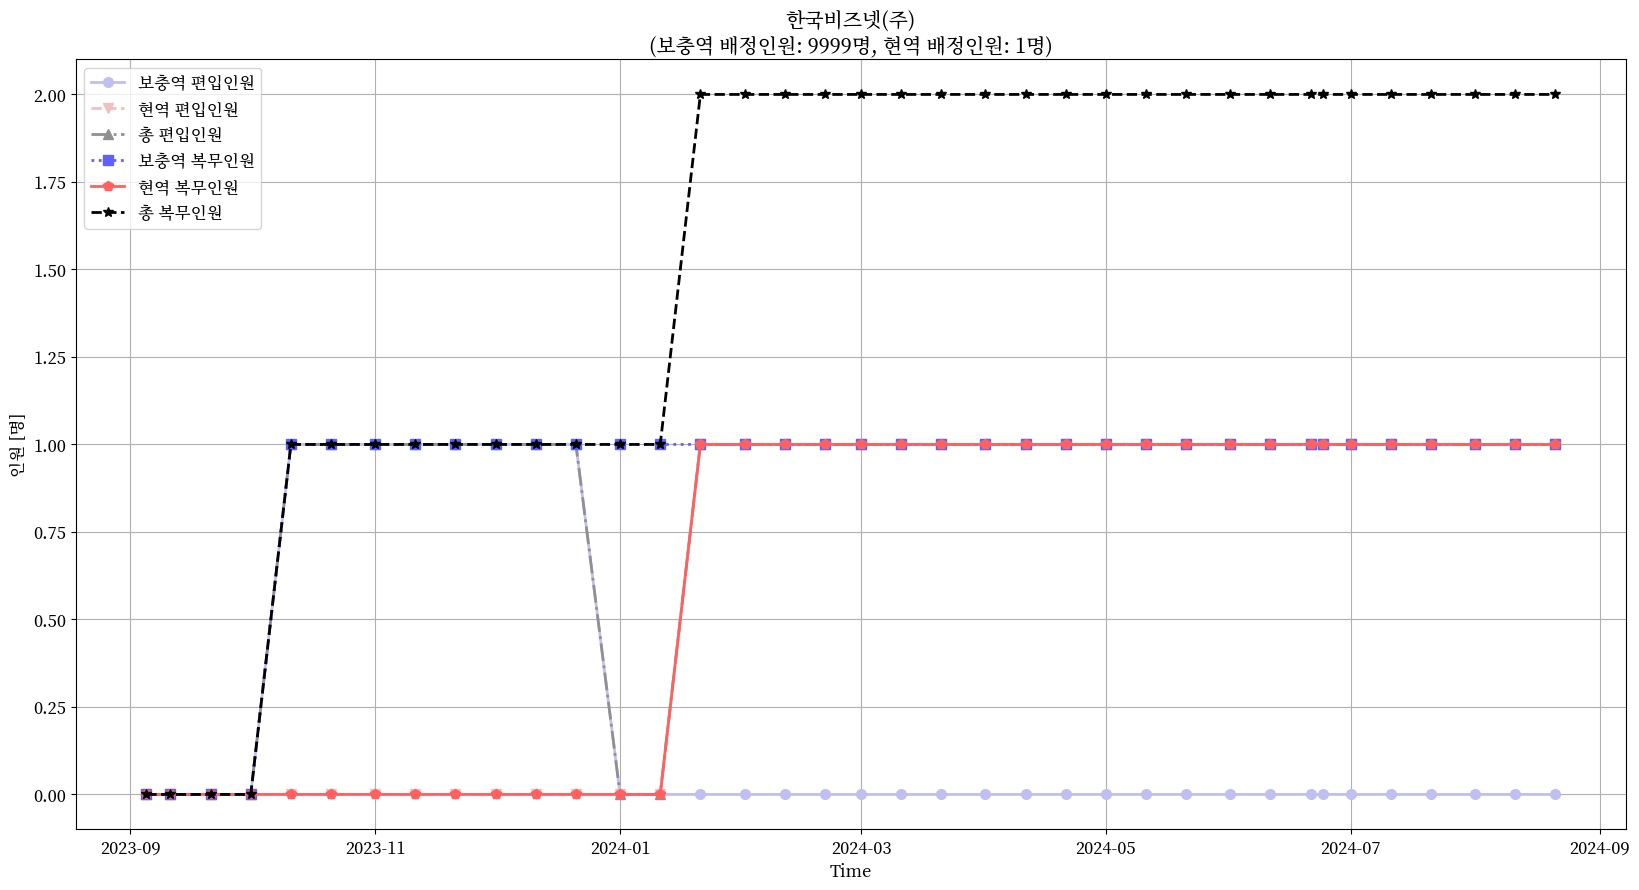 한국비즈넷(주)
(보충역 배정인원: 9999명, 현역 배정인원: 1명)
보충역 편입인원
현역 편입인원
총 편입인원
보충역 복무인원
현역 복무인원
총 복무인원
2.00
1.75
1.50
1.25
1.00
0.75
0.50
0.25
0.00
인원 [명]
2023-09 2023-11 2024-01 2024-03 2024-05 2024-07 2024-09
Time